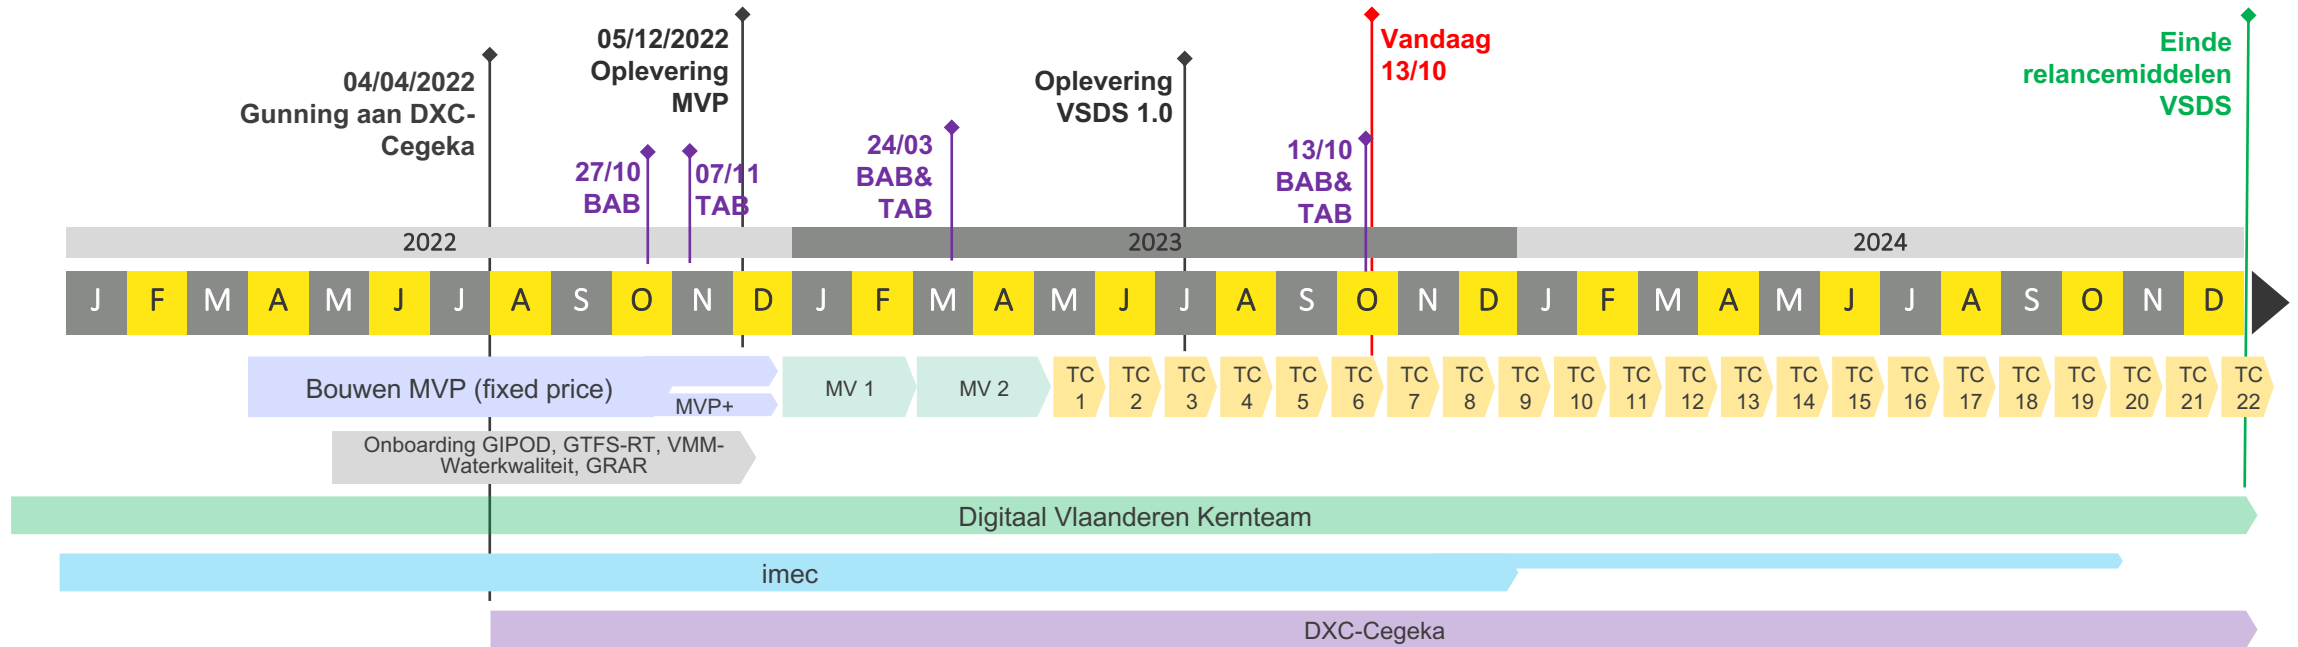 04/04/2022
Gunning aan DXC-
Cegeka
05/12/2022
Oplevering
MVP
27/10
BAB
07/11
TAB
24/03
BAB&
TAB
Oplevering
VSDS 1.0
13/10
BAB&
TAB
Vandaag
13/10
Einde
relancemiddelen
VSDS
2022 2023 2024
J F M A M J J A S O N D J F M A M J J A S O N D J F M A M J J A S O N D
Bouwen MVP (fixed price)
MVP+
MV 1
MV 2
TC
1
TC
2
TC
3
TC
4
TC
5
TC
6
TC
7
TC
8
TC
9
TC
10
TC
11
TC
12
TC
13
TC
14
TC
15
TC
16
TC
17
TC
18
TC
19
TC
20
TC
21
TC
22
Onboarding GIPOD, GTFS-RT, VMM-
Waterkwaliteit, GRAR
Digitaal Vlaanderen Kernteam
imec
DXC-Cegeka